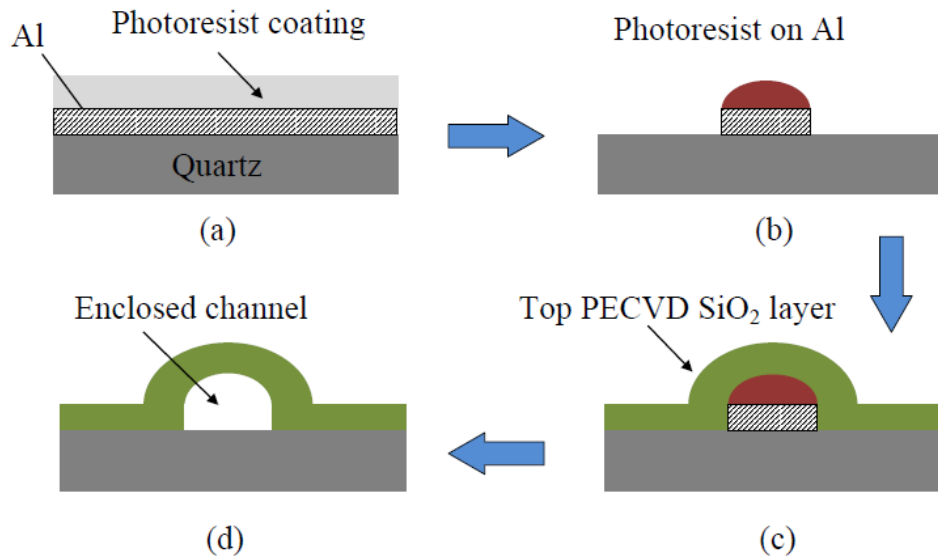 Photoresist coating
Al
Photoresist on Al
Quartz
(a)
(b)
Enclosed channel
Top PECVD SiO₂ layer
(d)
(c)